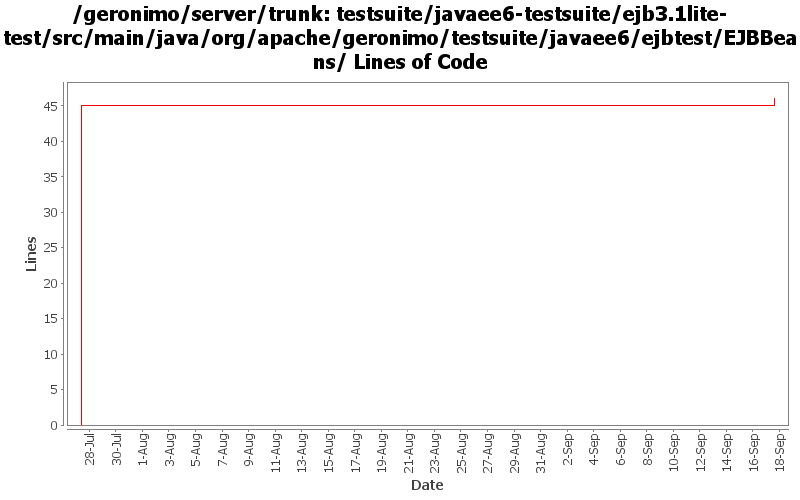 /geronimo/server/trunk: testsuite/javaee6-testsuite/ejb3.1lite-
test/src/main/java/org/apache/geronimo/testsuite/javaee6/ejbtest/EJBBea
ns/ Lines of Code
45
40
35
30
25
20
15
10
5
0
Lines
28-Jul
30-Jul
1-Aug
3-Aug
5-Aug
7-Aug
9-Aug
11-Aug
13-Aug
15-Aug
17-Aug
19-Aug
21-Aug
23-Aug
25-Aug
27-Aug
29-Aug
31-Aug
2-Sep
4-Sep
6-Sep
8-Sep
10-Sep
12-Sep
14-Sep
16-Sep
18-Sep
Date